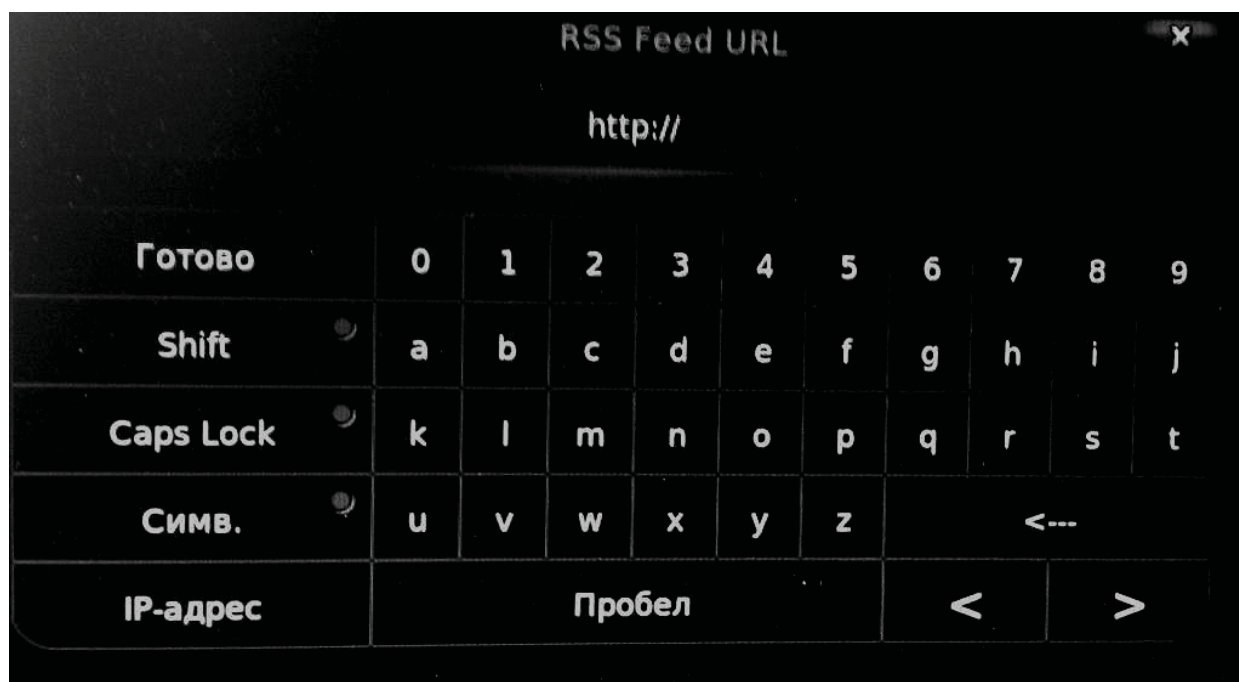 RSS Feed URL ×
http://
Готово 0 1 2 3 4 5 6 7 8 9
Shift a b c d e f g h i j
Caps Lock k l m n o p q r s t
Симв. u v w x y z <---
IP-адрес Пробел < >